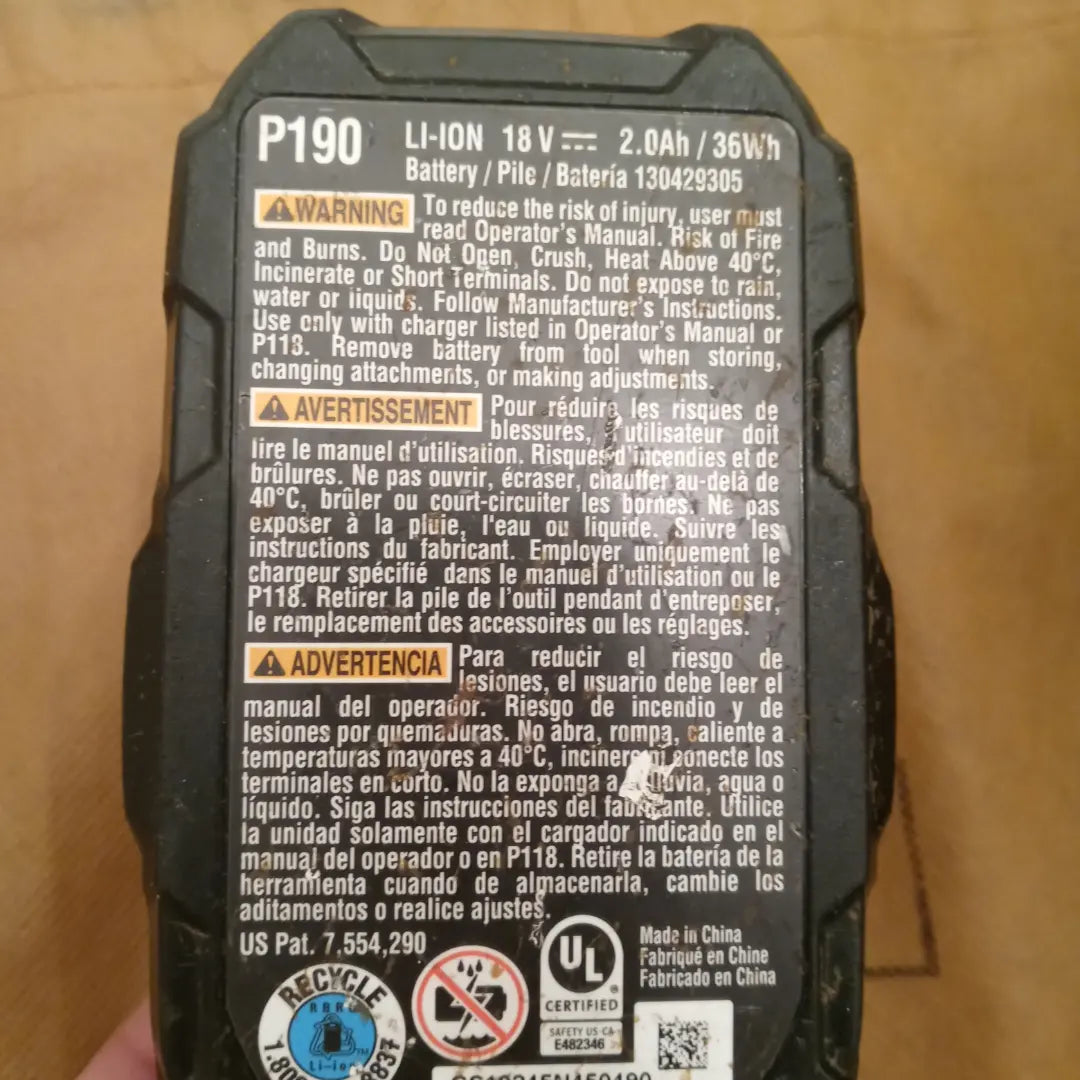 P190 LI-ION 18 V 2.0Ah / 36Wh
Battery / Pile / Batería 130429305
WARNING To reduce the risk of injury, user must
read Operator's Manual. Risk of Fire
and Burns. Do Not Open, Crush, Heat Above 40°C,
Incinerate or Short Terminals. Do not expose to rain,
water or liquids. Follow Manufacturer's Instructions.
Use only with charger listed in Operator's Manual or
P118. Remove battery from tool when storing,
changing attachments, or making adjustments.
AVERTISSEMENT Pour réduire les risques de
blessures, utilisateur doit
lire le manuel d'utilisation. Risques d'incendies et de
brûlures. Ne pas ouvrir, écraser, chauffer au-delà de
40°C, brûler ou court-circuiter les bornes. Ne pas
exposer à la pluie, l'eau ou liquide. Suivre les
instructions du fabricant. Employer uniquement le
chargeur spécifié dans le manuel d'utilisation ou le
P118. Retirer la pile de l'outil pendant d'entreposer,
le remplacement des accessoires ou les réglages.
ADVERTENCIA Para reducir el riesgo de
lesiones, el usuario debe leer el
manual del operador. Riesgo de incendio y de
lesiones por quemaduras. No abra, rompa, caliente a
temperaturas mayores a 40°C, incinere ni conecte los
terminales en corto. No la exponga a lluvia, agua o
líquido. Siga las instrucciones del fabricante. Utilice
la unidad solamente con el cargador indicado en el
manual del operador o en P118. Retire la batería de la
herramienta cuando de almacenarla, cambie los
aditamentos o realice ajustes.
US Pat. 7,554,290
Made in China
Fabriqué en Chine
Fabricado en China
RECYCLE
RBRC
Li-ion
1.80 8837
UL
CERTIFIED
SAFETY US-CA
E482346